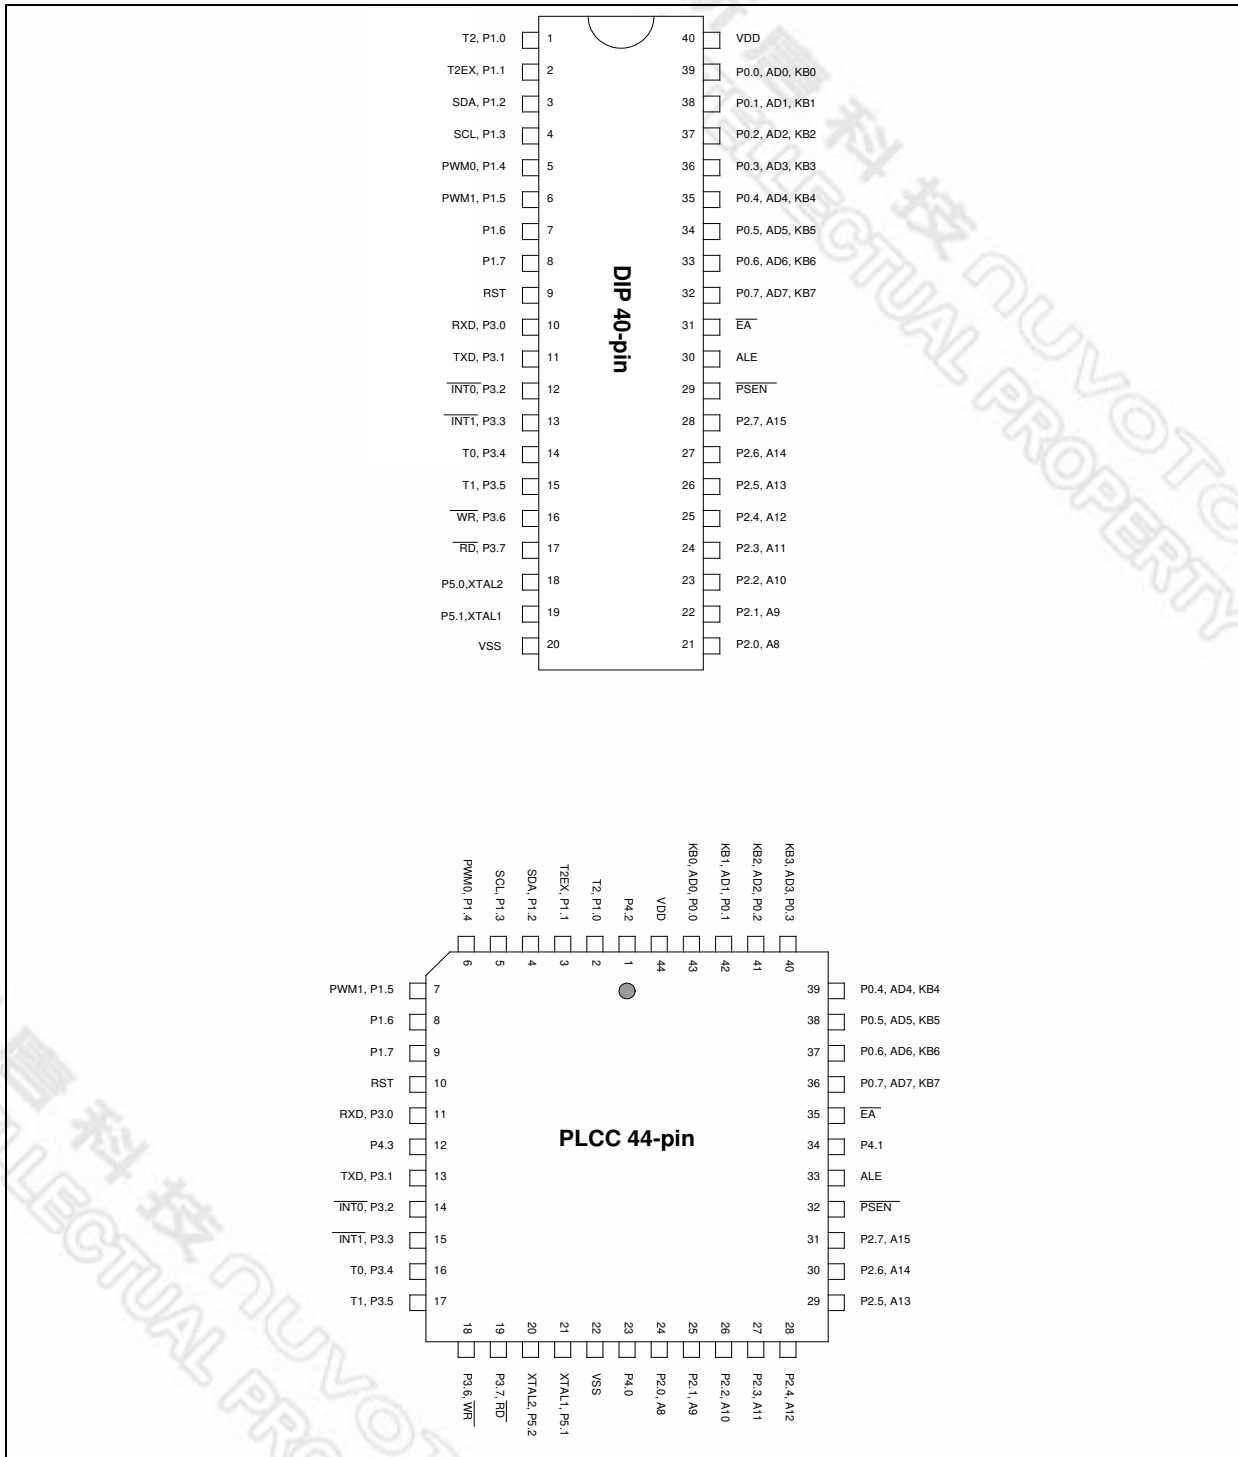 T2, P1.0 1 40 VDD
T2EX, P1.1 2 39 P0.0, AD0, KB0
SDA, P1.2 3 38 P0.1, AD1, KB1
SCL, P1.3 4 37 P0.2, AD2, KB2
PWM0, P1.4 5 36 P0.3, AD3, KB3
PWM1, P1.5 6 35 P0.4, AD4, KB4
P1.6 7 34 P0.5, AD5, KB5
P1.7 8 33 P0.6, AD6, KB6
RST 9 32 P0.7, AD7, KB7
RXD, P3.0 10 31 EA
TXD, P3.1 11 30 ALE
INT0, P3.2 12 29 PSEN
INT1, P3.3 13 28 P2.7, A15
T0, P3.4 14 27 P2.6, A14
T1, P3.5 15 26 P2.5, A13
WR, P3.6 16 25 P2.4, A12
RD, P3.7 17 24 P2.3, A11
P5.0,XTAL2 18 23 P2.2, A10
P5.1,XTAL1 19 22 P2.1, A9
VSS 20 21 P2.0, A8
DIP 40-pin
PWM0, P1.4
SCL, P1.3
SDA, P1.2
T2EX, P1.1
T2, P1.0
P4.2
VDD
KB0, AD0, P0.0
KB1, AD1, P0.1
KB2, AD2, P0.2
KB3, AD3, P0.3
6 5 4 3 2 1 44 43 42 41 40
PWM1, P1.5 7 39 P0.4, AD4, KB4
P1.6 8 38 P0.5, AD5, KB5
P1.7 9 37 P0.6, AD6, KB6
RST 10 36 P0.7, AD7, KB7
RXD, P3.0 11 35 EA
P4.3 12 34 P4.1
PLCC 44-pin
TXD, P3.1 13 33 ALE
INT0, P3.2 14 32 PSEN
INT1, P3.3 15 31 P2.7, A15
T0, P3.4 16 30 P2.6, A14
T1, P3.5 17 29 P2.5, A13
18 19 20 21 22 23 24 25 26 27 28
P3.6, WR
P3.7, RD
XTAL2, P5.2
XTAL1, P5.1
VSS
P4.0
P2.0, A8
P2.1, A9
P2.2, A10
P2.3, A11
P2.4, A12
唐科技 nuvoTo
TELLECTUAL PROPERTY
唐科技 nuvoTo
LLECTUAL PRO